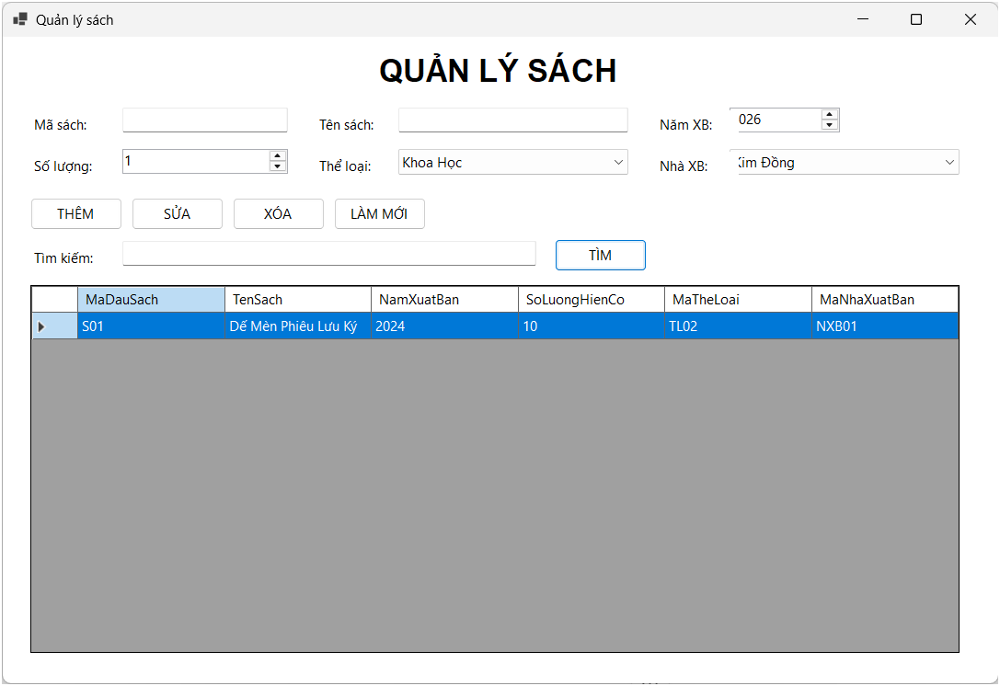 Quản lý sách
QUẢN LÝ SÁCH
Mã sách: Tên sách: Năm XB: 026
Số lượng: 1 Thể loại: Khoa Học Nhà XB: Kim Đồng
THÊM SỬA XÓA LÀM MỚI
Tìm kiếm: TÌM
MaDauSach TenSach NamXuatBan SoLuongHienCo MaTheLoai MaNhaXuatBan
S01 Dế Mèn Phiêu Lưu Ký 2024 10 TL02 NXB01